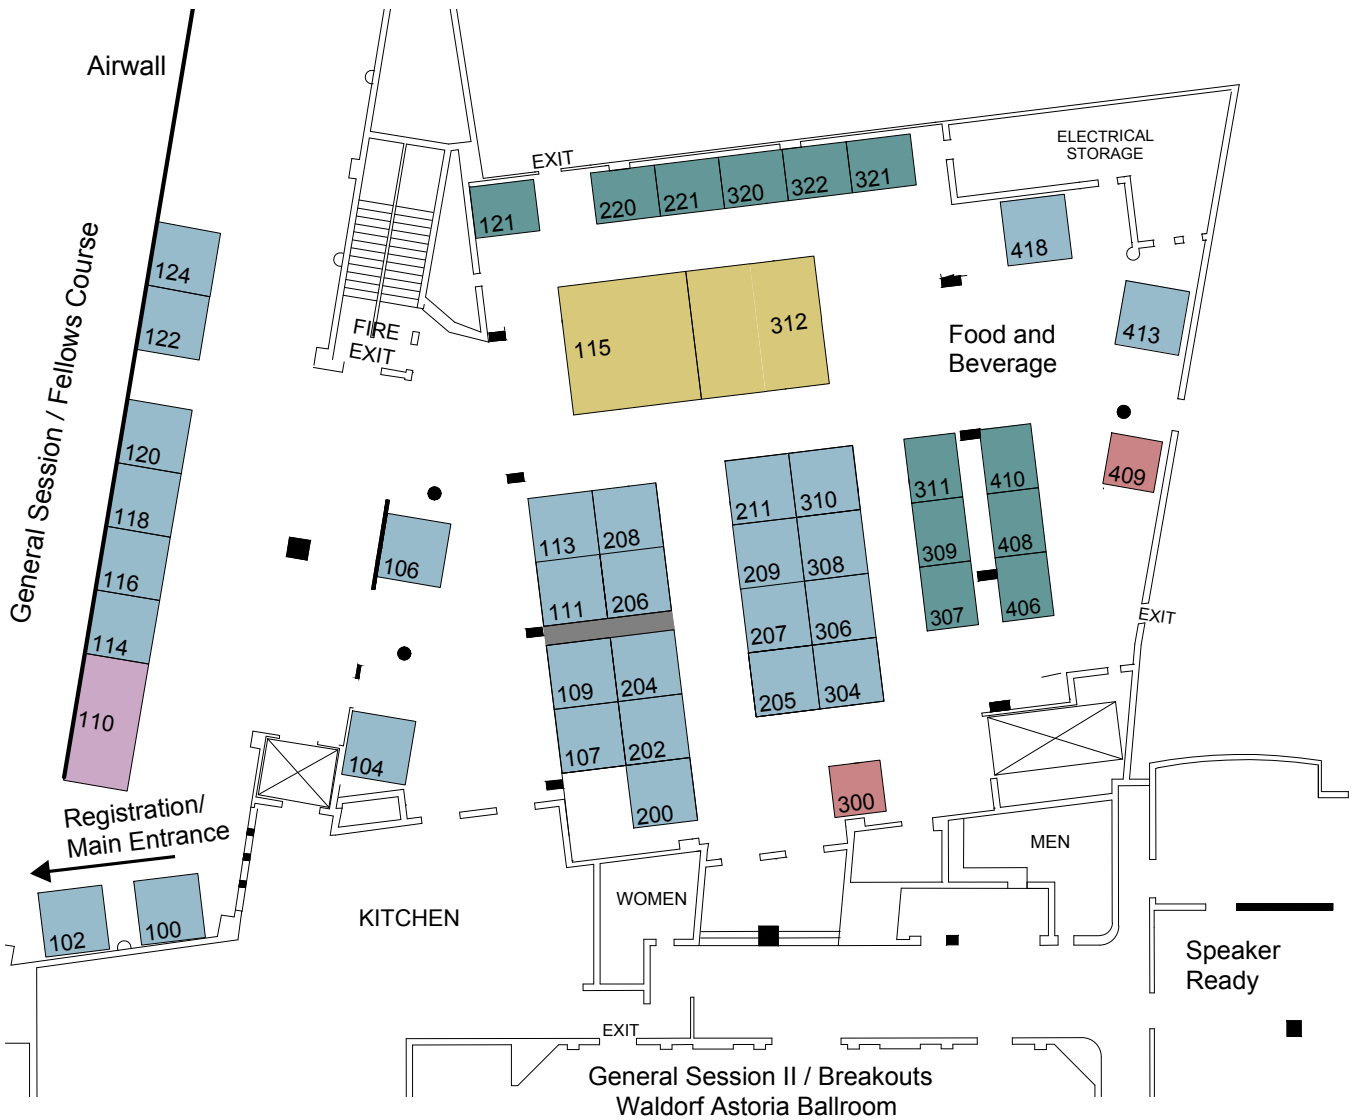 Airwall
EXIT
ELECTRICAL
STORAGE
220
221
320
322
321
121
418
124
122
General Session / Fellows Course
FIRE
EXIT
115
312
Food and
Beverage
413
120
118
116
114
110
106
113
208
111
206
211
310
209
308
207
306
205
304
311
410
309
408
307
406
409
EXIT
109
204
107
202
200
104
300
Registration/
Main Entrance
102
100
KITCHEN
WOMEN
MEN
Speaker
Ready
EXIT
General Session II / Breakouts
Waldorf Astoria Ballroom